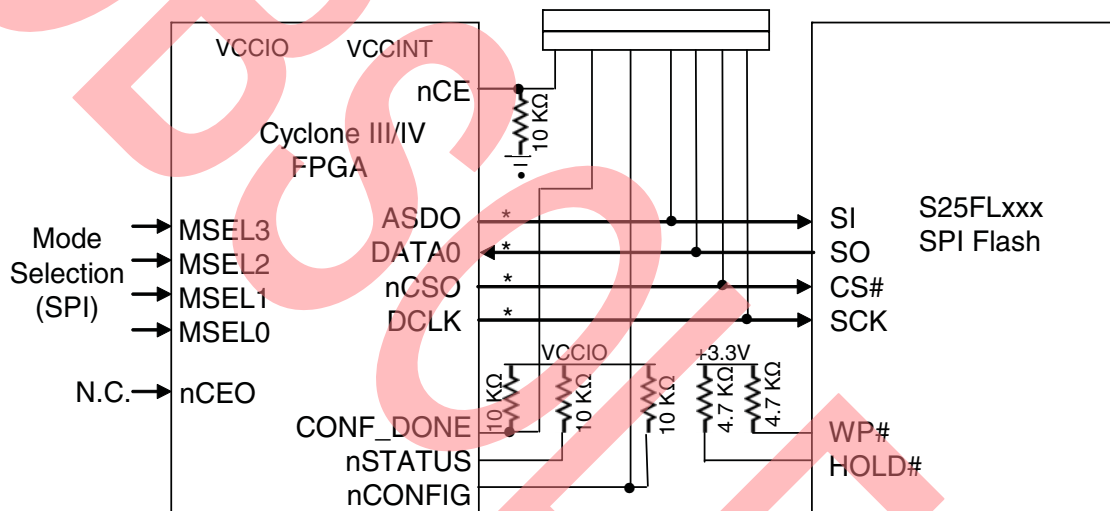 VCCIO VCCINT
nCE
10 KΩ
Cyclone III/IV
FPGA
Mode
Selection
(SPI)
MSEL3
MSEL2
MSEL1
MSEL0
N.C.
nCEO
ASDO *
DATA0 *
nCSO *
DCLK *
SI
SO
CS#
SCK
S25FLxxx
SPI Flash
VCCIO
+3.3V
10 KΩ
10 KΩ
10 KΩ
4.7 KΩ
4.7 KΩ
CONF_DONE
nSTATUS
nCONFIG
WP#
HOLD#